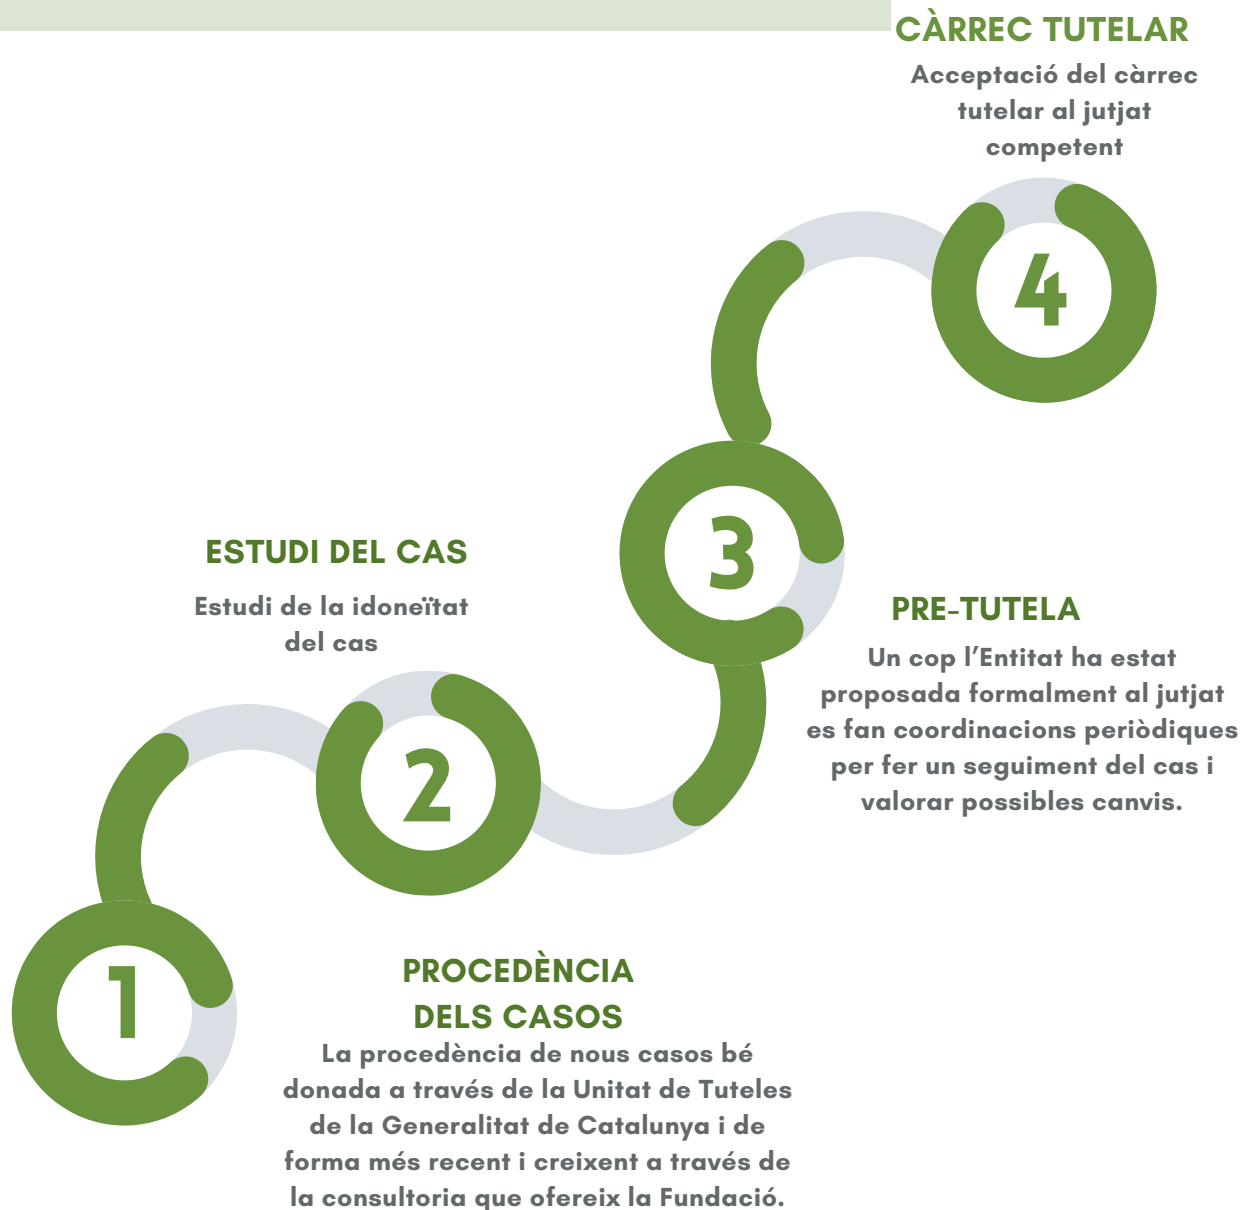 CÀRREC TUTELAR
Acceptació del càrrec
tutelar al jutjat
competent
4
3
ESTUDI DEL CAS
Estudi de la idoneïtat
del cas
PRE-TUTELA
Un cop l’Entitat ha estat
proposada formalment al jutjat
es fan coordinacions periòdiques
per fer un seguiment del cas i
valorar possibles canvis.
2
1
PROCEDÈNCIA
DELS CASOS
La procedència de nous casos bé
donada a través de la Unitat de Tuteles
de la Generalitat de Catalunya i de
forma més recent i creixent a través de
la consultoria que ofereix la Fundació.